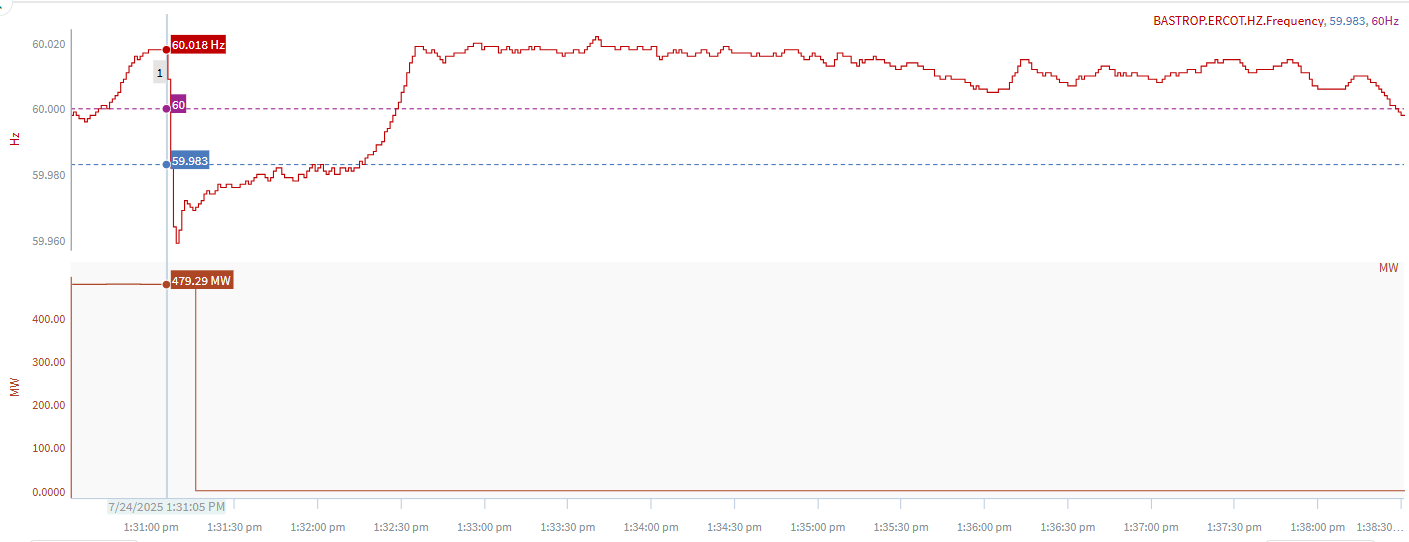 BASTROP.ERCOT.HZ.Frequency, 59.983, 60Hz
60.020
60.018 Hz
1
60.000
60
Hz
59.983
59.980
59.960
MW
479.29 MW
400.00
300.00
MW
200.00
100.00
0.0000
7/24/2025 1:31:05 PM
1:31:00 pm 1:31:30 pm 1:32:00 pm 1:32:30 pm 1:33:00 pm 1:33:30 pm 1:34:00 pm 1:34:30 pm 1:35:00 pm 1:35:30 pm 1:36:00 pm 1:36:30 pm 1:37:00 pm 1:37:30 pm 1:38:00 pm 1:38:30...